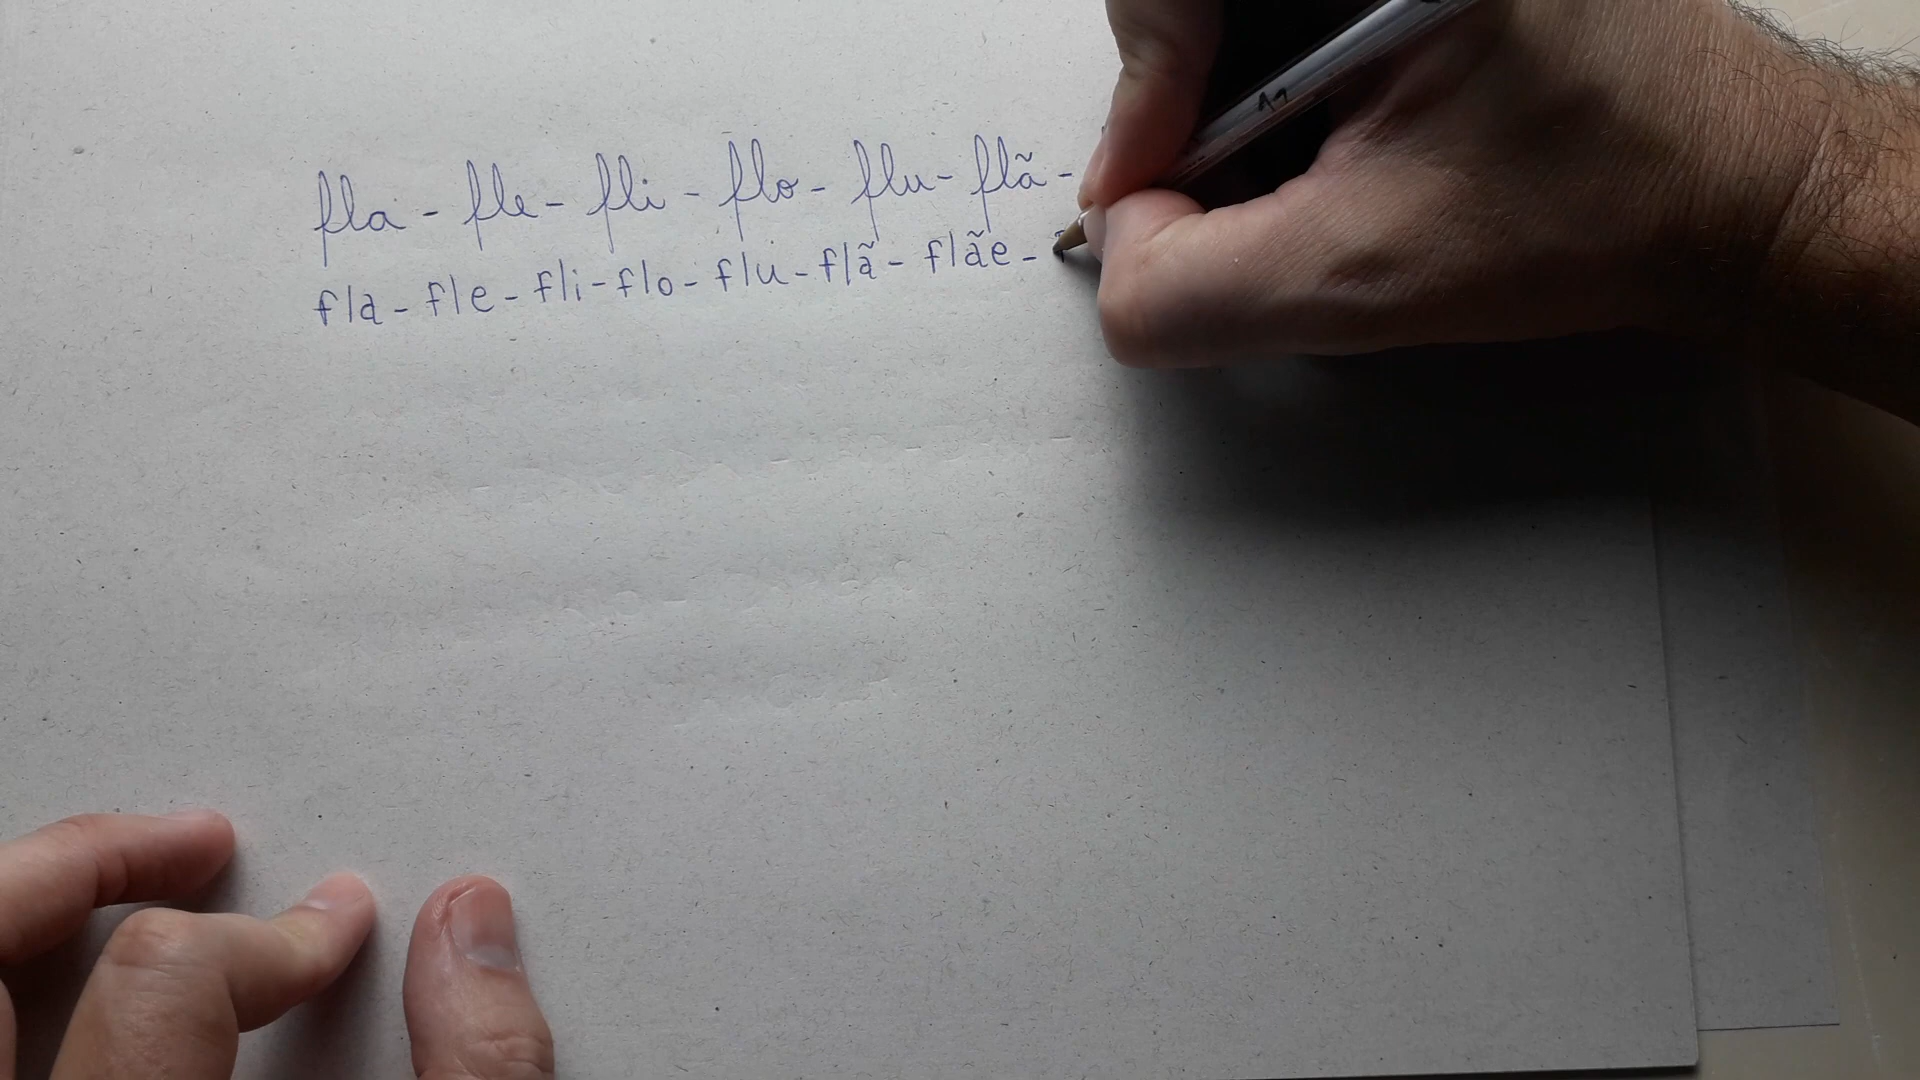 fla - fle - fli - flo - flu - flã -
fla - fle - fli - flo - flu - flã - flãe -